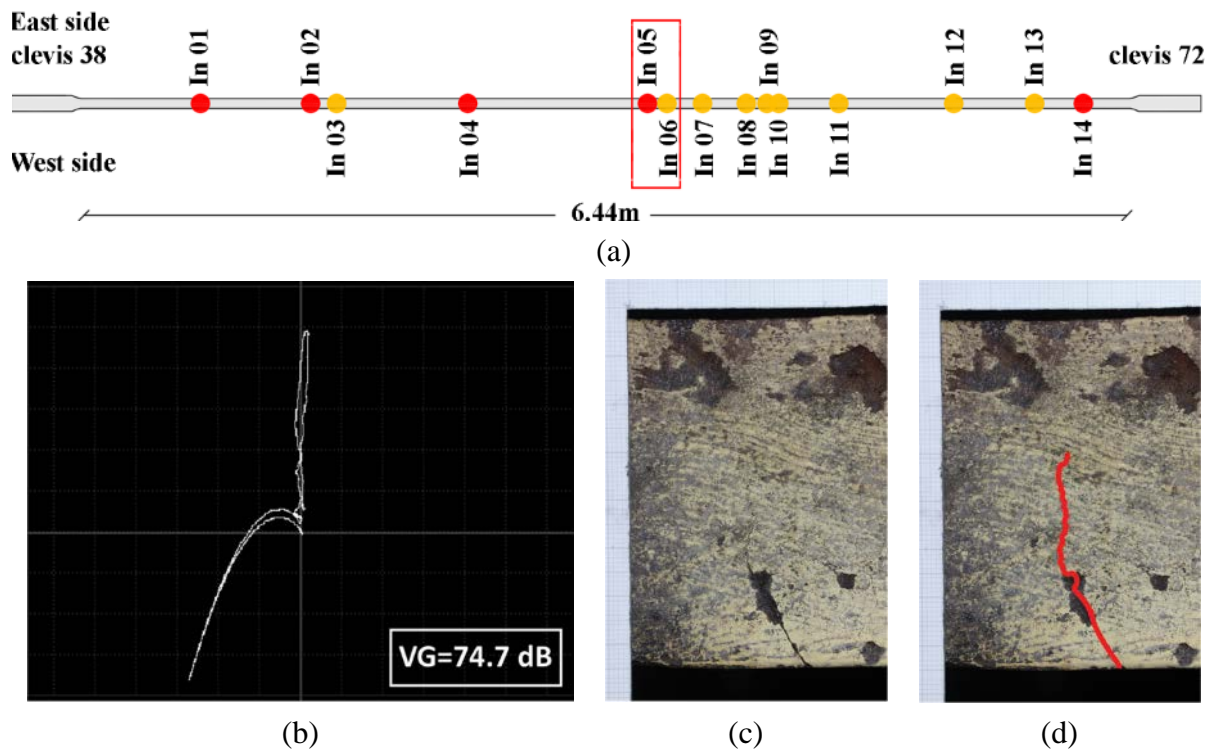 East side
clevis 38
In 01
In 02
In 05
In 09
In 12
In 13
clevis 72
West side
In 03
In 04
In 06
In 07
In 08
In 10
In 11
In 14
6.44m
(a)
VG=74.7 dB
(b)
(c)
(d)